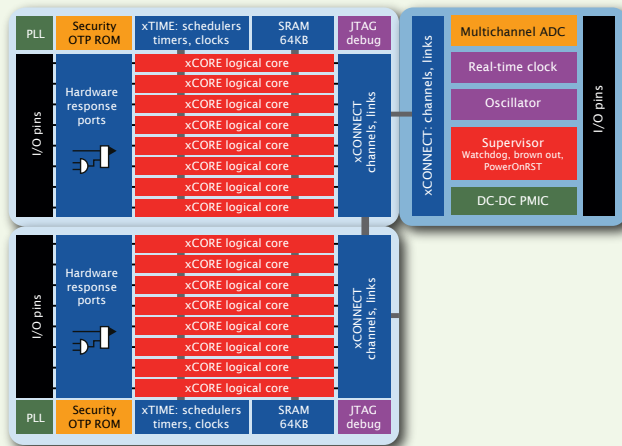 PLL
Security
OTP ROM
xTIME: schedulers
timers, clocks
SRAM
64KB
JTAG
debug
I/O pins
Hardware
response
ports
xCORE logical core
xCORE logical core
xCORE logical core
xCORE logical core
xCORE logical core
xCORE logical core
xCORE logical core
xCORE logical core
xCONNECT
channels, links
xCONNECT: channels, links
Multichannel ADC
Real-time clock
Oscillator
Supervisor
Watchdog, brown out,
PowerOnRST
DC-DC PMIC
I/O pins
I/O pins
Hardware
response
ports
xCORE logical core
xCORE logical core
xCORE logical core
xCORE logical core
xCORE logical core
xCORE logical core
xCORE logical core
xCORE logical core
xCONNECT
channels, links
PLL
Security
OTP ROM
xTIME: schedulers
timers, clocks
SRAM
64KB
JTAG
debug